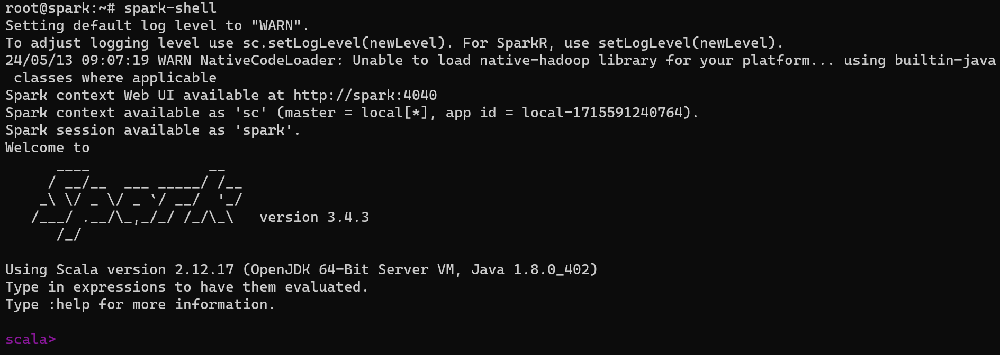 root@spark:~# spark-shell
Setting default log level to "WARN".
To adjust logging level use sc.setLogLevel(newLevel). For SparkR, use setLogLevel(newLevel).
24/05/13 09:07:19 WARN NativeCodeLoader: Unable to load native-hadoop library for your platform... using builtin-java
 classes where applicable
Spark context Web UI available at http://spark:4040
Spark context available as 'sc' (master = local[*], app id = local-1715591240764).
Spark session available as 'spark'.
Welcome to
      ____              __
     / __/__  ___ _____/ /__
    _\ \/ _ \/ _ `/ __/  '_/
   /___/ .__/\_,_/_/ /_/\_\   version 3.4.3
      /_/

Using Scala version 2.12.17 (OpenJDK 64-Bit Server VM, Java 1.8.0_402)
Type in expressions to have them evaluated.
Type :help for more information.

scala>